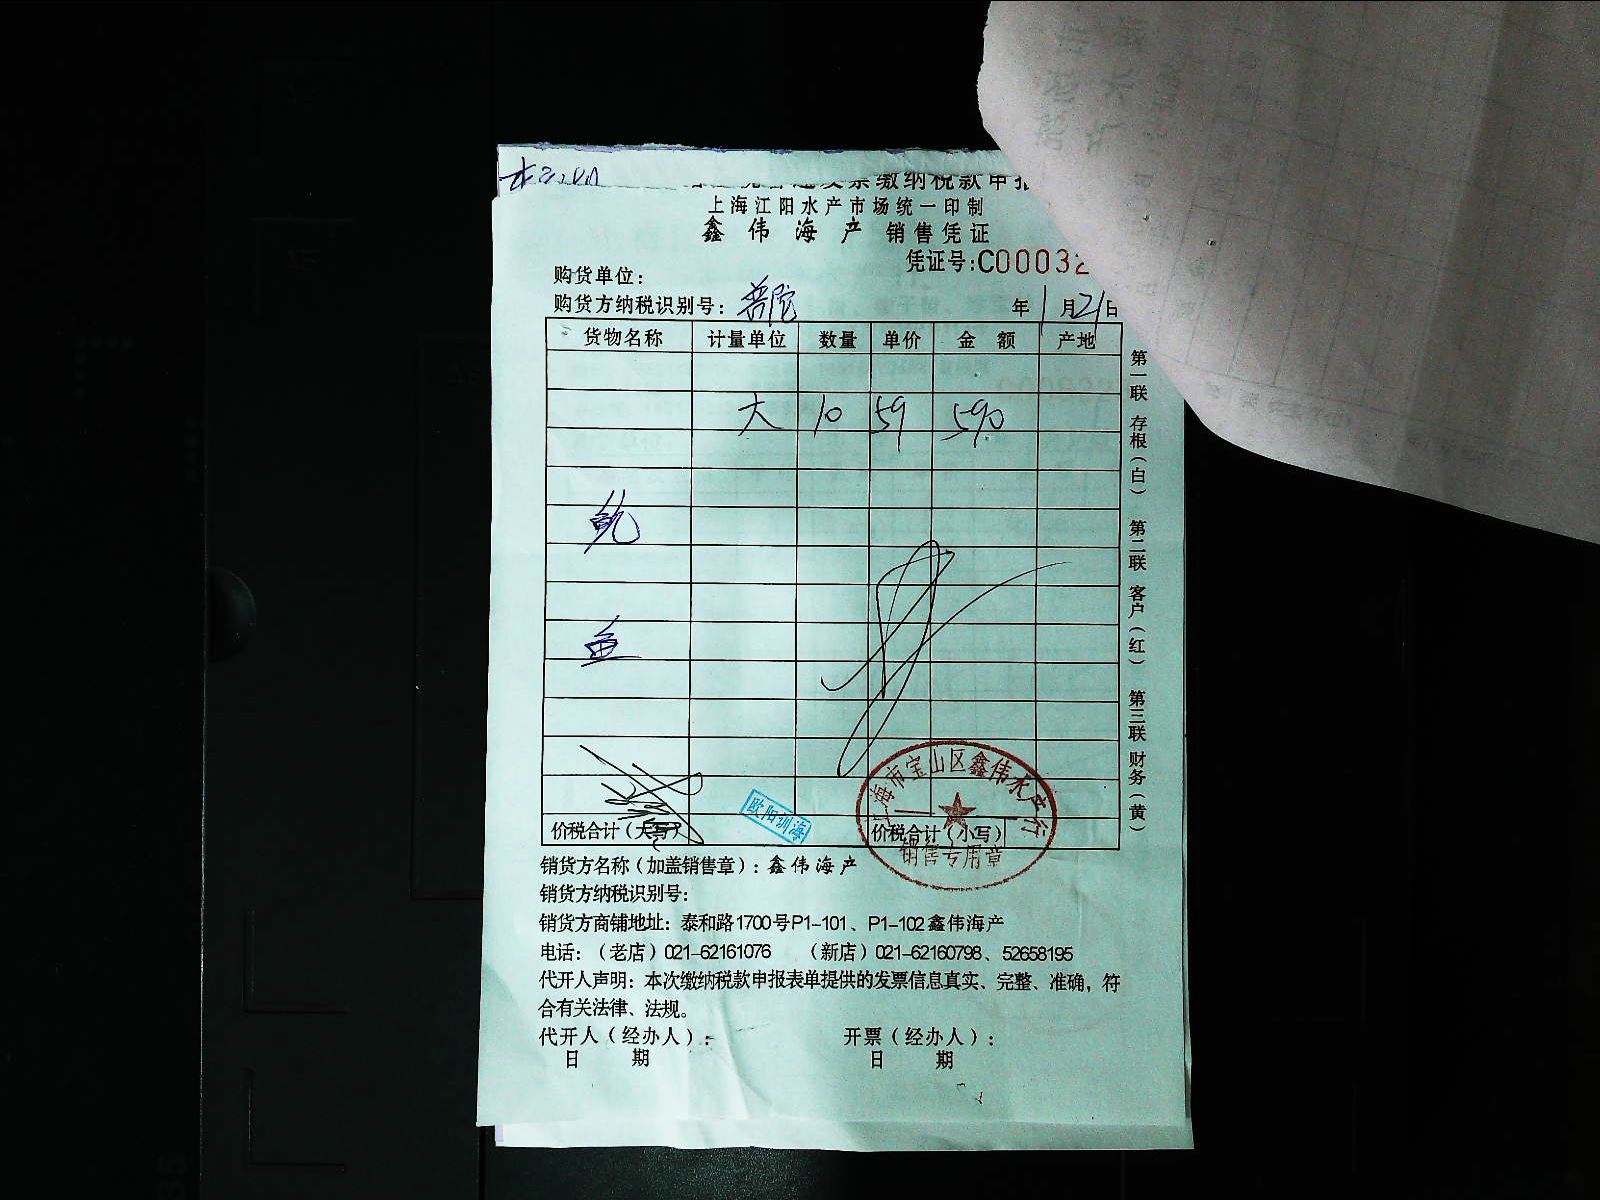 缴纳税款申报
上海江阳水产市场统一印制
鑫伟海产 销售凭证
凭证号:C00032
购货单位:
购货方纳税识别号: 普陀 年 1 月 21 日
货物名称 计量单位 数量 单价 金额 产地
大 10 59 590
鱼
价税合计(大写) 价税合计(小写)
欧阳训海
上海市宝山区鑫伟水产行
销售专用章
销货方名称(加盖销售章): 鑫伟海产
销货方纳税识别号:
销货方商铺地址: 泰和路1700号P1-101、P1-102鑫伟海产
电话: (老店)021-62161076 (新店)021-62160798、52658195
代开人声明: 本次缴纳税款申报表单提供的发票信息真实、完整、准确,符
合有关法律、法规。
代开人(经办人): 开票(经办人):
日 期 日 期
第一联 存根(白) 第二联 客户(红) 第三联 财务(黄)